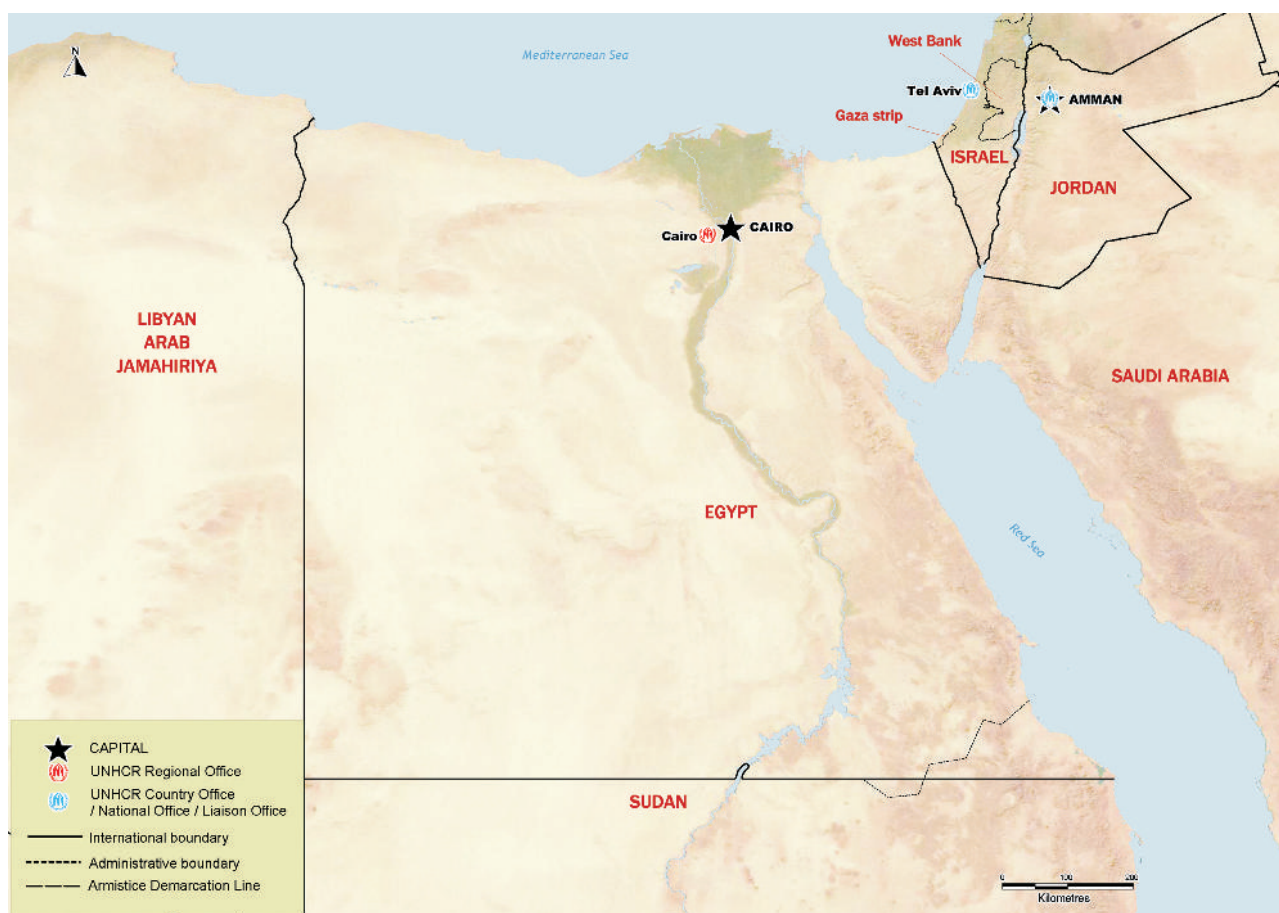 N
Mediterranean Sea
West Bank
Tel Aviv
AMMAN
Gaza strip
ISRAEL
JORDAN
Cairo
CAIRO
LIBYAN
ARAB
JAMAHIRIYA
SAUDI ARABIA
EGYPT
Red Sea
SUDAN
CAPITAL
UNHCR Regional Office
UNHCR Country Office
/ National Office / Liaison Office
International boundary
Administrative boundary
Armistice Demarcation Line
0 100 200
Kilometres